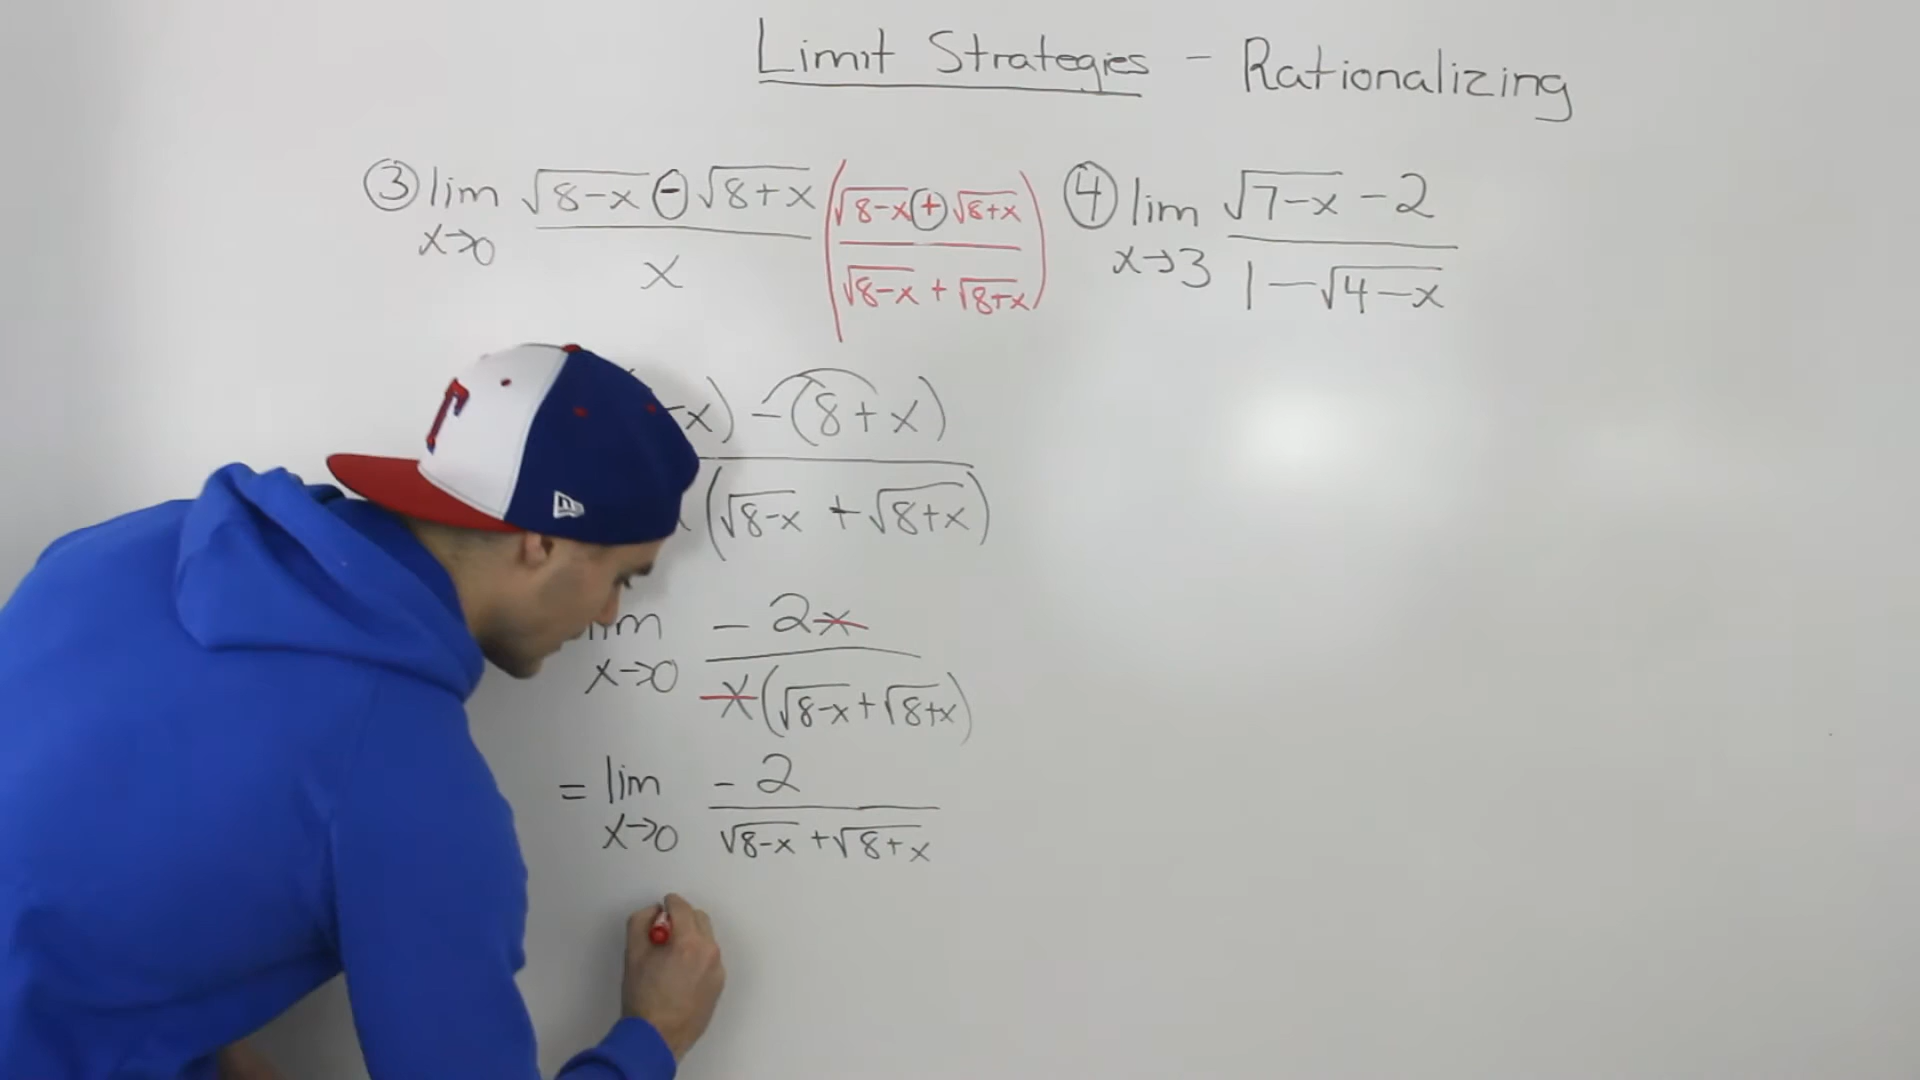 Limit Strategies - Rationalizing
③ lim x→0 (√(8-x) - √(8+x)) / x ((√(8-x) + √(8+x)) / (√(8-x) + √(8+x)))
-x) - (8+x)
(√(8-x) + √(8+x))
lim x→0 -2x / x(√(8-x) + √(8+x))
= lim x→0 -2 / (√(8-x) + √(8+x))
④ lim x→3 (√(7-x) - 2) / (1 - √(4-x))